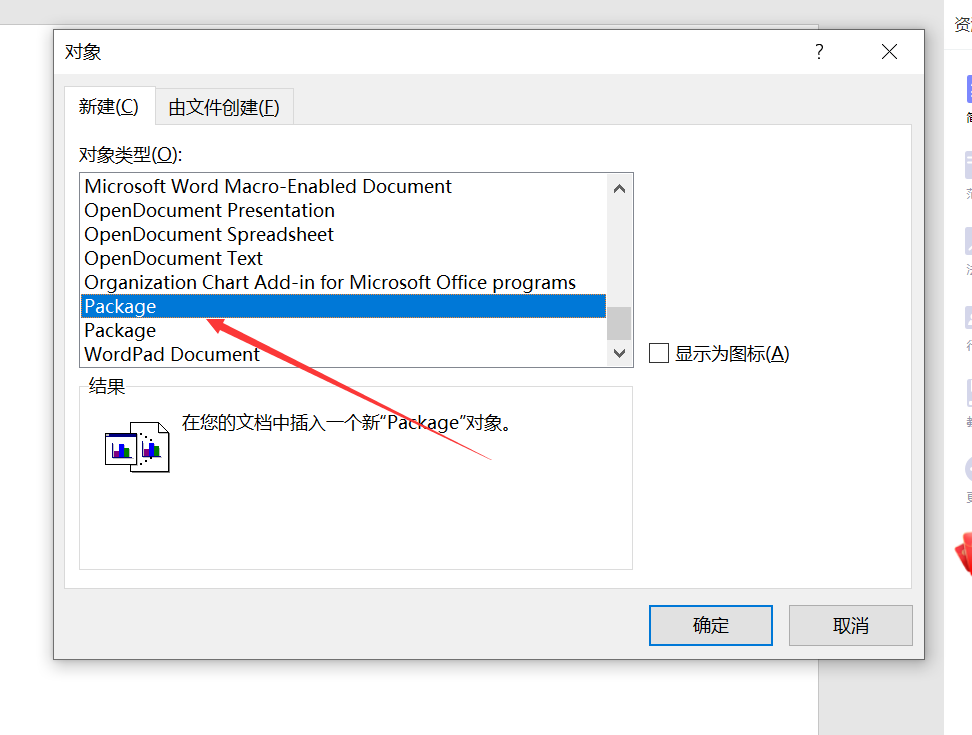 对象
?
新建(C)
由文件创建(F)
对象类型(O):
Microsoft Word Macro-Enabled Document
OpenDocument Presentation
OpenDocument Spreadsheet
OpenDocument Text
Organization Chart Add-in for Microsoft Office programs
Package
Package
WordPad Document
显示为图标(A)
结果
在您的文档中插入一个新“Package”对象。
确定
取消